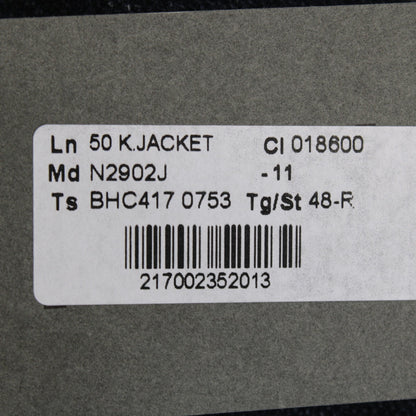 Ln 50 K.JACKET Cl 018600
Md N2902J -11
Ts BHC417 0753 Tg/St 48-R
217002352013